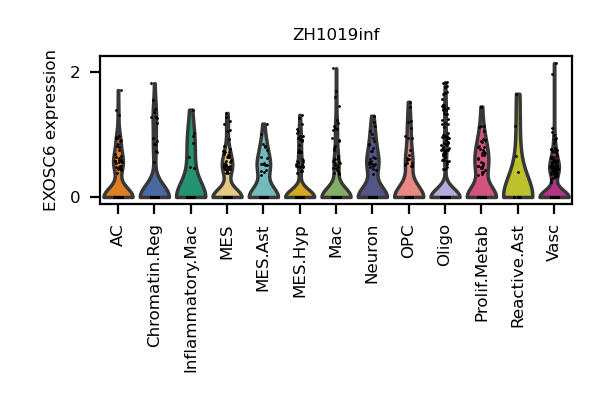 ZH1019inf
EXOSC6 expression
2
0
AC
Chromatin.Reg
Inflammatory.Mac
MES
MES.Ast
MES.Hyp
Mac
Neuron
OPC
Oligo
Prolif.Metab
Reactive.Ast
Vasc